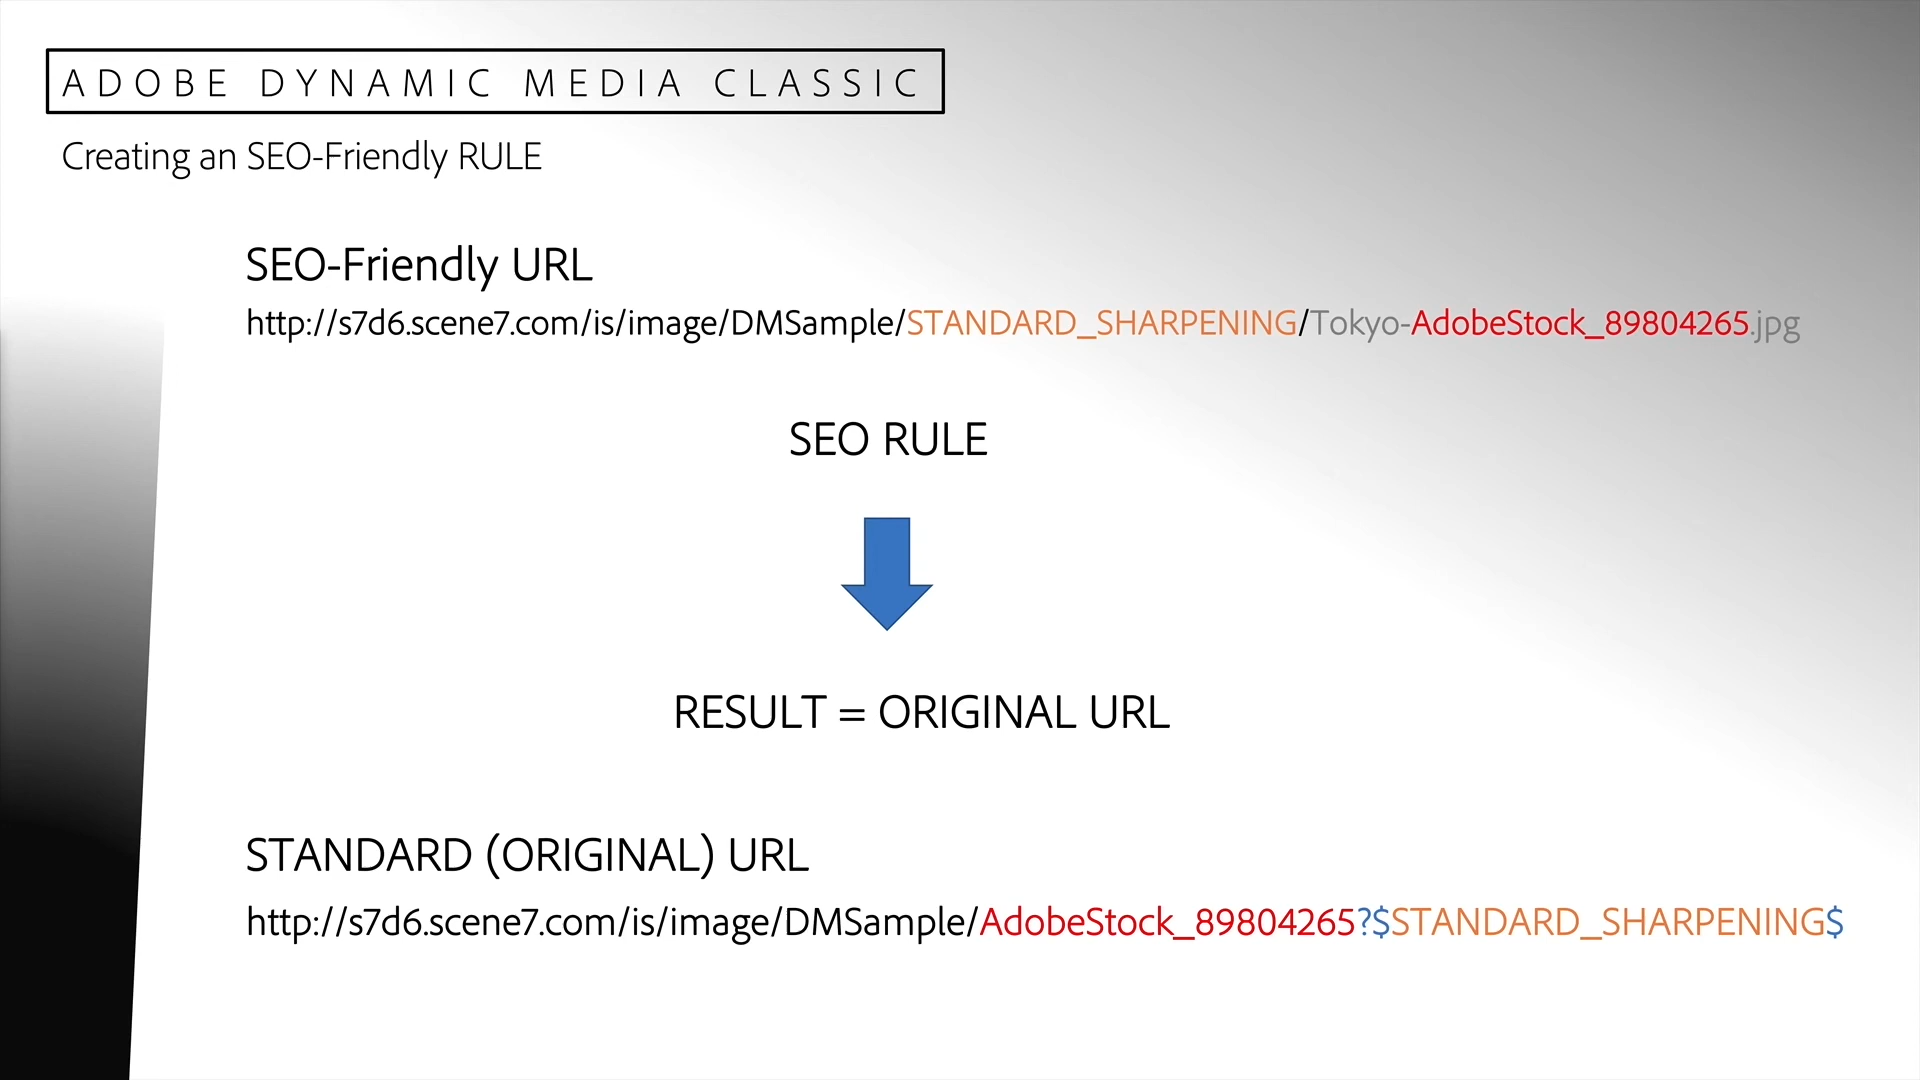 ADOBE DYNAMIC MEDIA CLASSIC
Creating an SEO-Friendly RULE
SEO-Friendly URL
http://s7d6.scene7.com/is/image/DMSample/STANDARD_SHARPENING/Tokyo-AdobeStock_89804265.jpg
SEO RULE
RESULT = ORIGINAL URL
STANDARD (ORIGINAL) URL
http://s7d6.scene7.com/is/image/DMSample/AdobeStock_89804265?$STANDARD_SHARPENING$